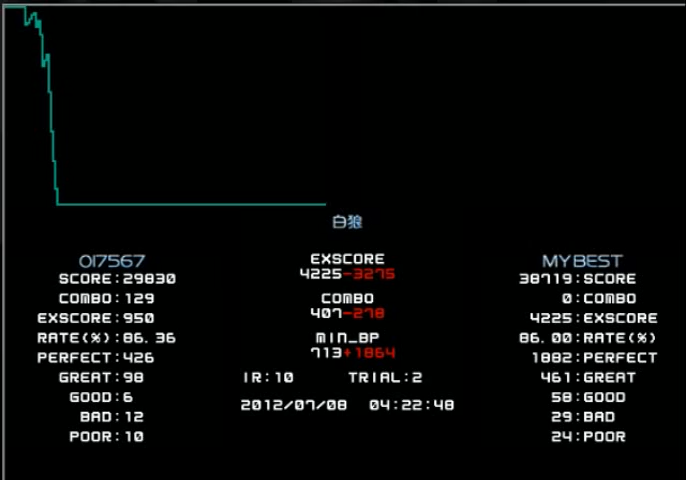 白狼
017567
SCORE:29830
COMBO:129
EXSCORE:950
RATE(%):86.36
PERFECT:426
GREAT:98
GOOD:6
BAD:12
POOR:10
EXSCORE
4225-3275
COMBO
407-278
MIN_BP
713+1864
IR:10 TRIAL:2
2012/07/08 04:22:48
MYBEST
38719:SCORE
0:COMBO
4225:EXSCORE
86.00:RATE(%)
1882:PERFECT
461:GREAT
58:GOOD
29:BAD
24:POOR